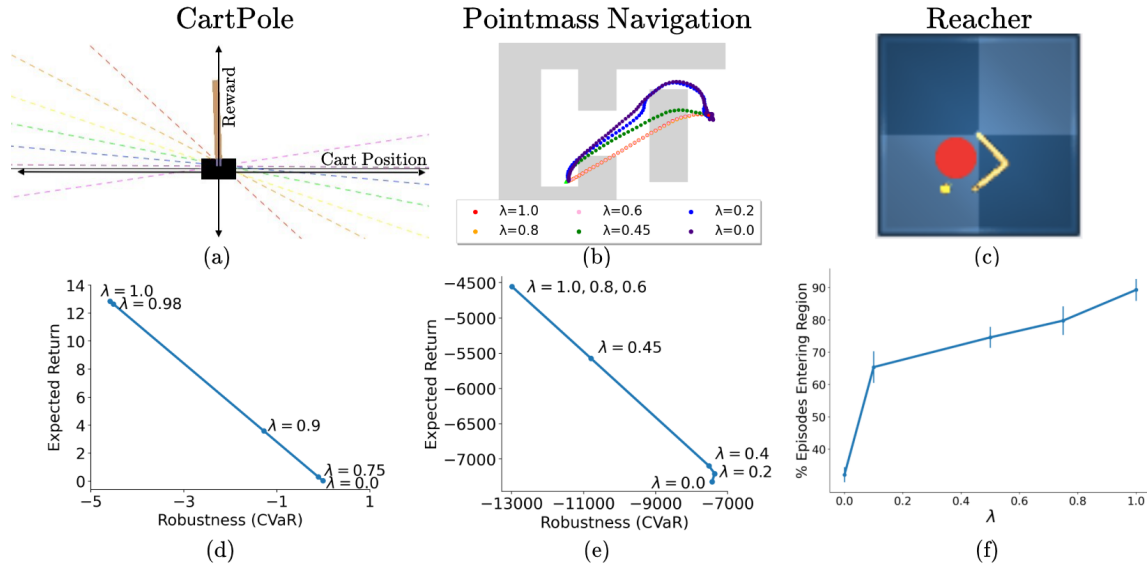 CartPole
Pointmass Navigation
Reacher
Reward
Cart Position
λ=1.0
λ=0.6
λ=0.2
λ=0.8
λ=0.45
λ=0.0
(a)
(b)
(c)
14
12
10
8
6
4
2
0
Expected Return
λ = 1.0
λ = 0.98
λ = 0.9
λ = 0.75
λ = 0.0
−5
−3
−1
1
Robustness (CVaR)
(d)
−4500
−5000
−5500
−6000
−6500
−7000
Expected Return
λ = 1.0, 0.8, 0.6
λ = 0.45
λ = 0.4
λ = 0.2
λ = 0.0
−13000
−11000
−9000
−7000
Robustness (CVaR)
(e)
90
80
70
60
50
40
% Episodes Entering Region
0.0
0.2
0.4
0.6
0.8
1.0
λ
(f)